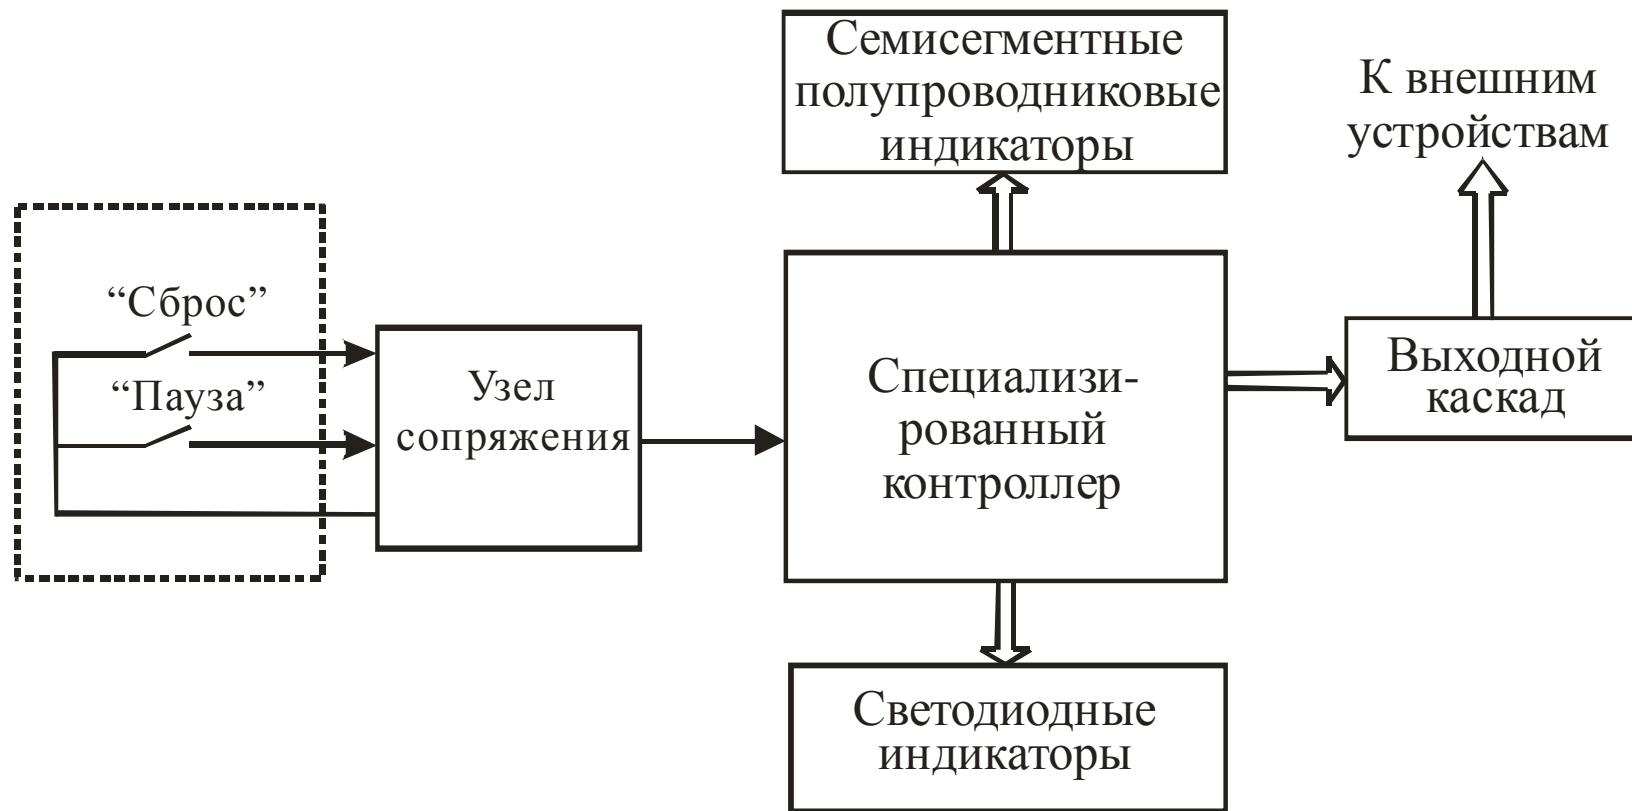 Семисегментные
полупроводниковые
индикаторы
К внешним
устройствам
“Сброс”
“Пауза”
Узел
сопряжения
Специализи-
рованный
контроллер
Выходной
каскад
Светодиодные
индикаторы